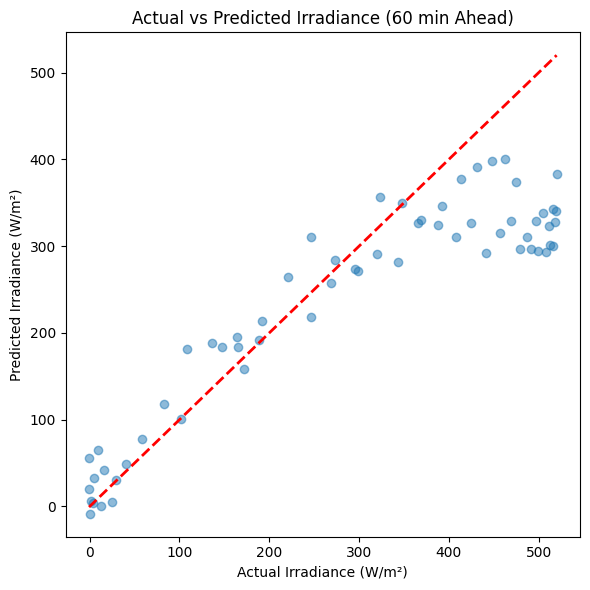 Actual vs Predicted Irradiance (60 min Ahead)
500
400
300
200
100
0
Predicted Irradiance (W/m²)
0 100 200 300 400 500
Actual Irradiance (W/m²)